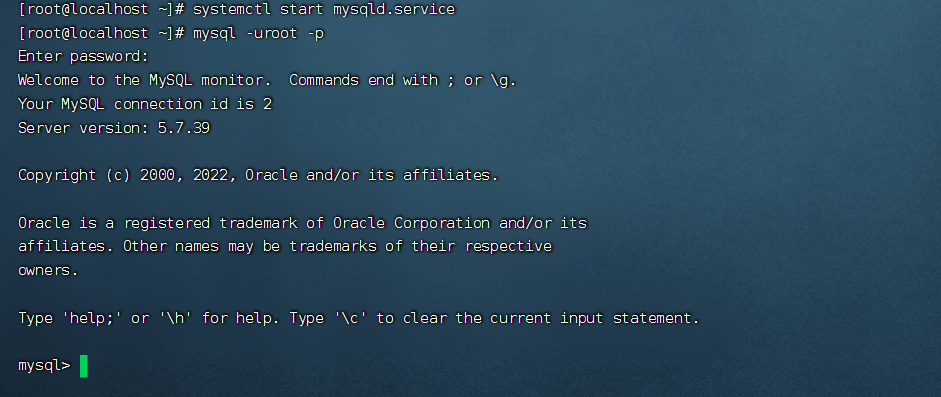 [root@localhost ~]# systemctl start mysqld.service
[root@localhost ~]# mysql -uroot -p
Enter password:
Welcome to the MySQL monitor.  Commands end with ; or \g.
Your MySQL connection id is 2
Server version: 5.7.39
Copyright (c) 2000, 2022, Oracle and/or its affiliates.
Oracle is a registered trademark of Oracle Corporation and/or its
affiliates. Other names may be trademarks of their respective
owners.
Type 'help;' or '\h' for help. Type '\c' to clear the current input statement.
mysql>